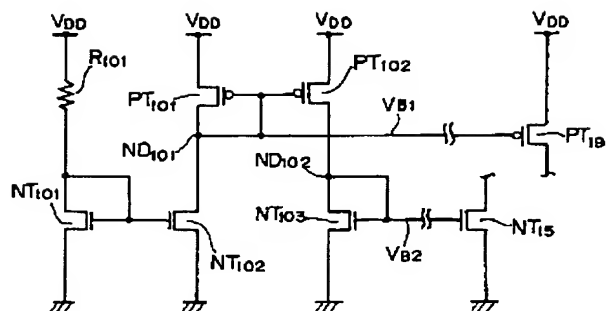 VDD VDD VDD VDD
R101
PT101 PT102
VB1
PT19
ND101 ND102
NT101 NT102 NT103
VB2
NT15